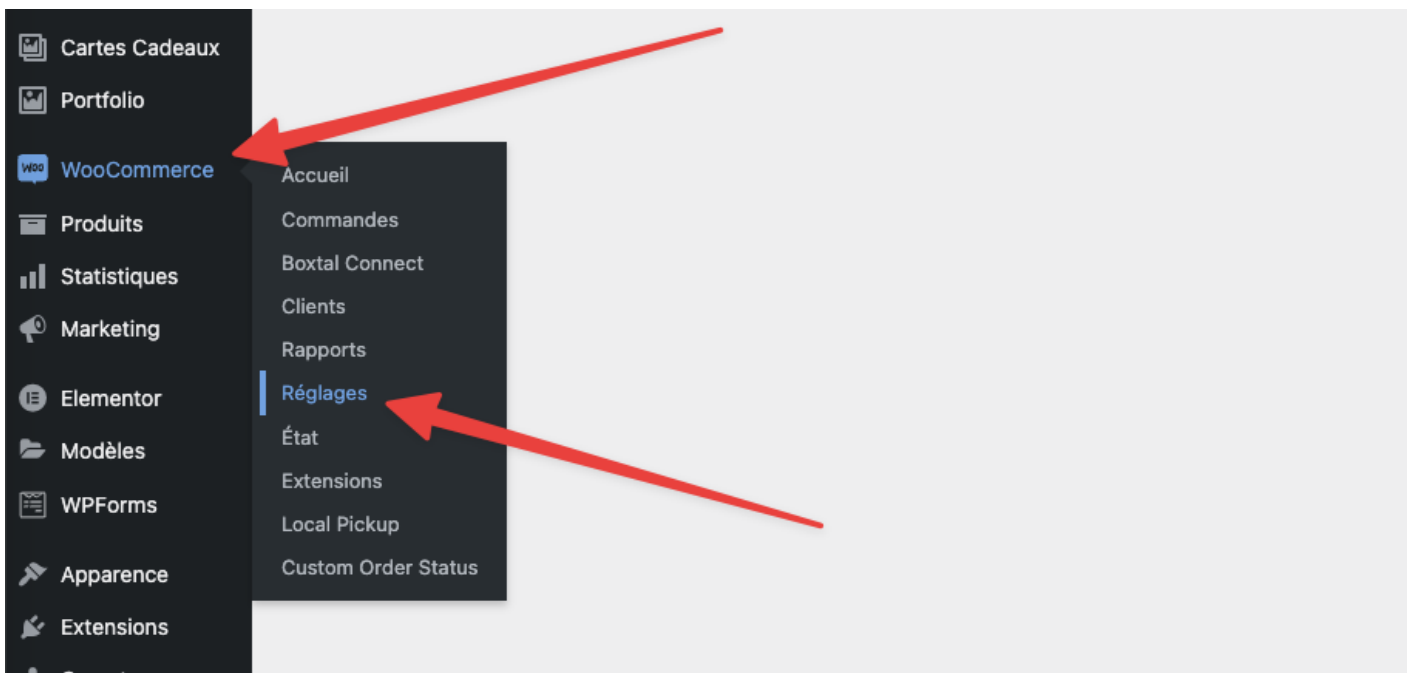 Cartes Cadeaux
Portfolio
Woo WooCommerce
Produits
Statistiques
Marketing
Elementor
Modèles
WPForms
Apparence
Extensions
Accueil
Commandes
Boxtal Connect
Clients
Rapports
Réglages
État
Extensions
Local Pickup
Custom Order Status